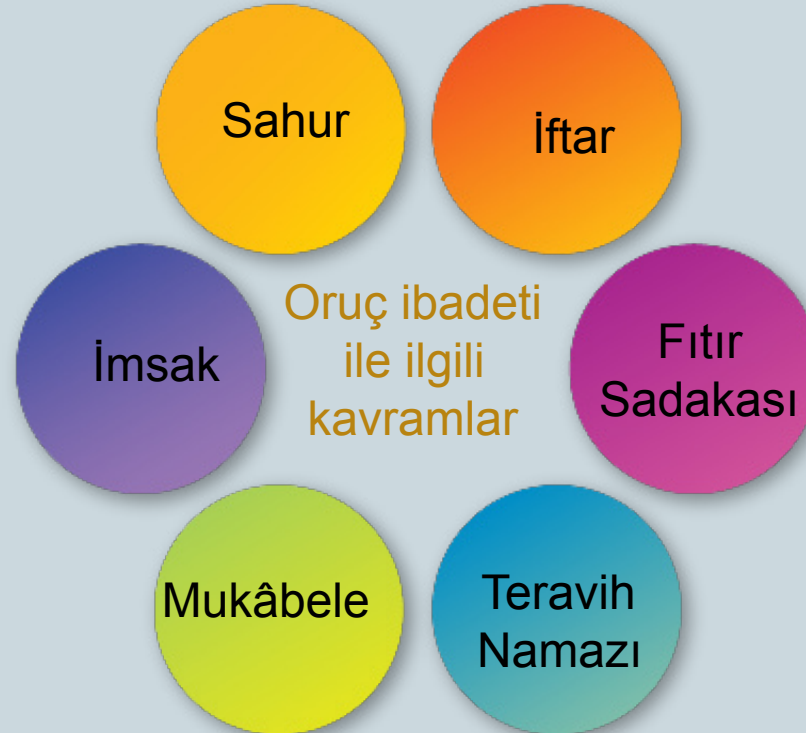 Sahur
İftar
Oruç ibadeti
ile ilgili
kavramlar
İmsak
Fıtır
Sadakası
Mukâbele
Teravih
Namazı